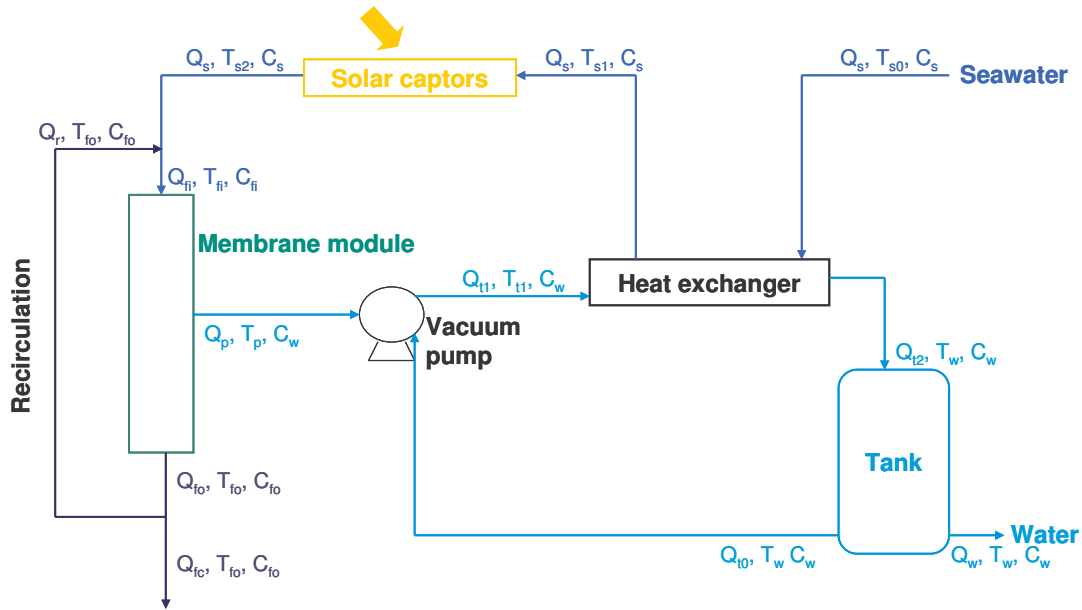 Qs, Ts2, Cs
Solar captors
Qs, Ts1, Cs
Qs, Ts0, Cs
Seawater
Qr, Tfo, Cfo
Qfi, Tfi, Cfi
Membrane module
Recirculation
Qt1, Tt1, Cw
Heat exchanger
Qp, Tp, Cw
Vacuum
pump
Qt2, Tw, Cw
Tank
Qfo, Tfo, Cfo
Water
Qt0, Tw Cw
Qw, Tw, Cw
Qfc, Tfo, Cfo